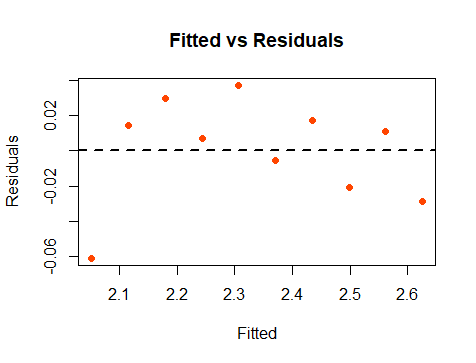 Fitted vs Residuals
Residuals
0.02
-0.02
-0.06
2.1 2.2 2.3 2.4 2.5 2.6
Fitted